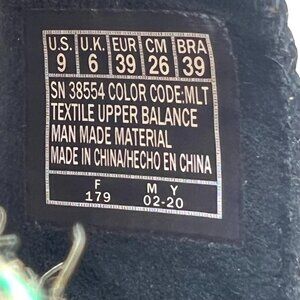 U.S. U.K. EUR CM BRA
9 6 39 26 39
SN 38554 COLOR CODE:MLT
TEXTILE UPPER BALANCE
MAN MADE MATERIAL
MADE IN CHINA/HECHO EN CHINA
F M Y
179 02-20